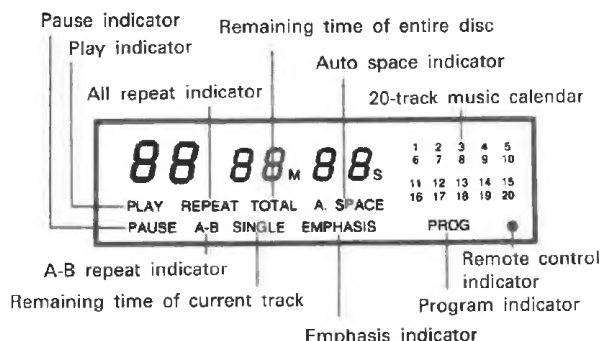 Pause indicator
Remaining time of entire disc
Play indicator
Auto space indicator
All repeat indicator
20-track music calendar
88 88M 88S
1 2 3 4 5
6 7 8 9 10
11 12 13 14 15
16 17 18 19 20
PLAY REPEAT TOTAL A. SPACE
PAUSE A-B SINGLE EMPHASIS PROG
A-B repeat indicator
Remote control indicator
Remaining time of current track
Program indicator
Emphasis indicator